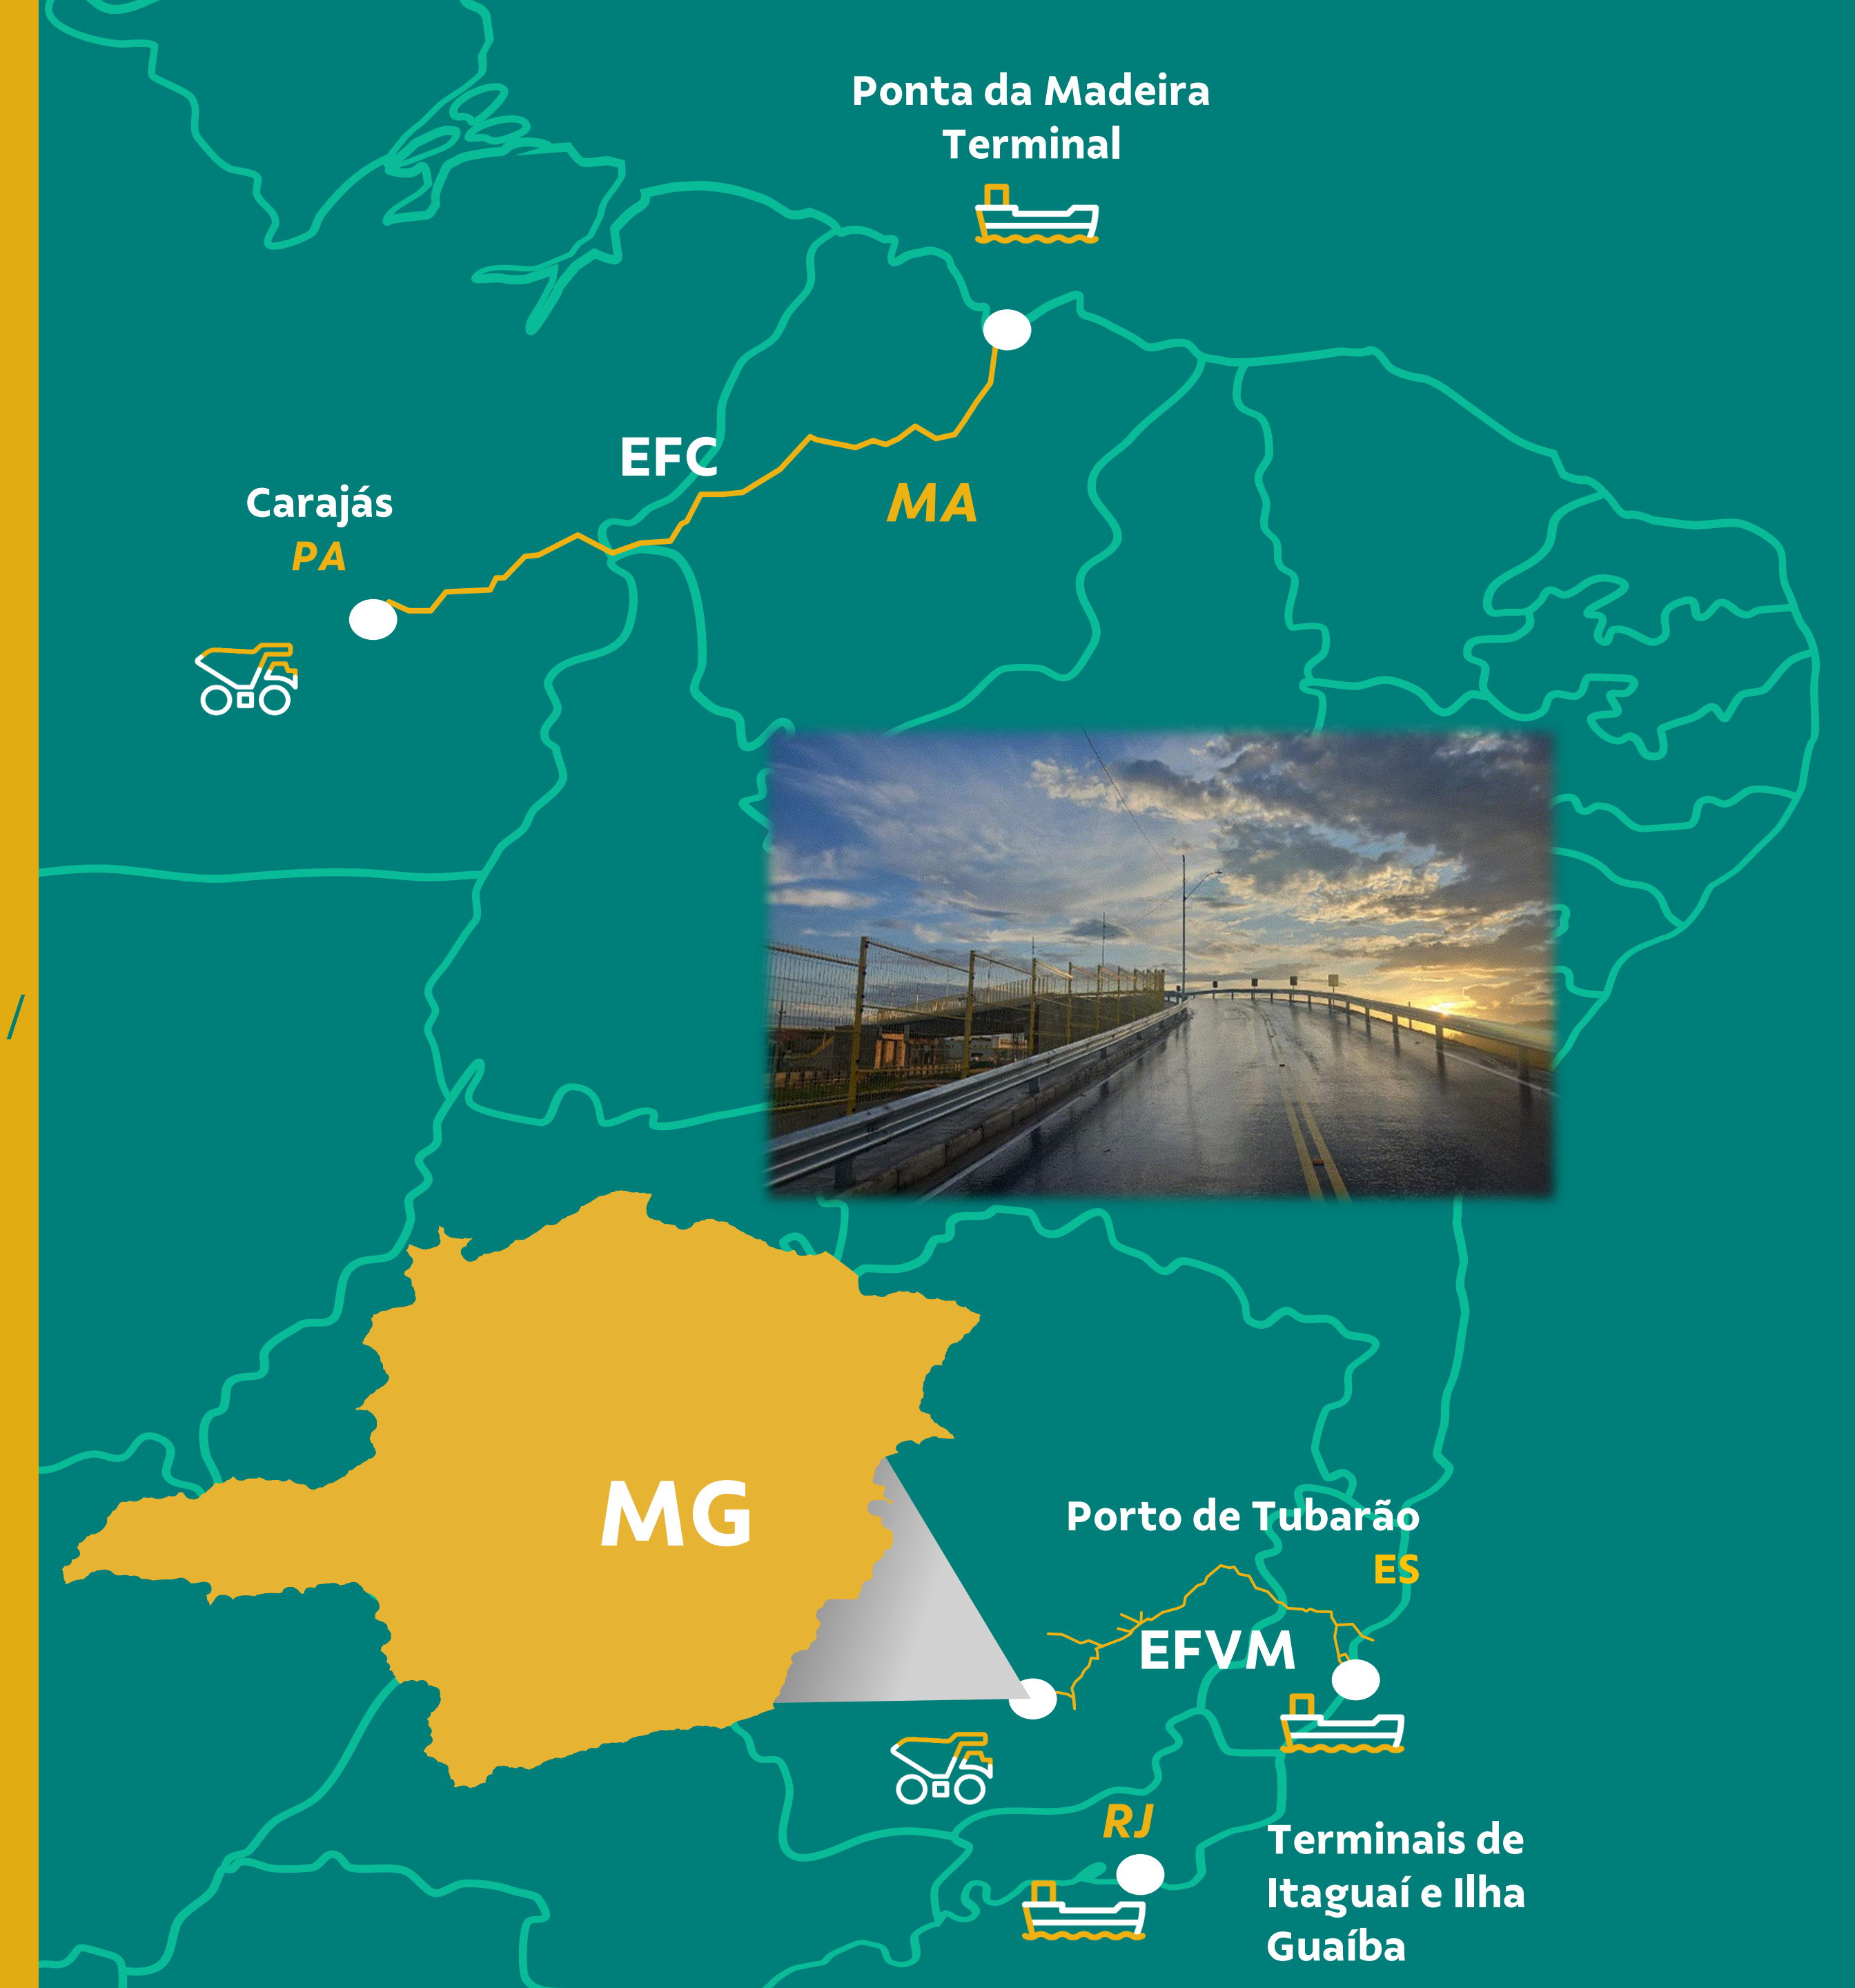 Ponta da Madeira
Terminal
EFC
MA
Carajás
PA
/
MG
Porto de Tubarão
ES
EFVM
RJ
Terminais de
Itaguaí e Ilha
Guaíba